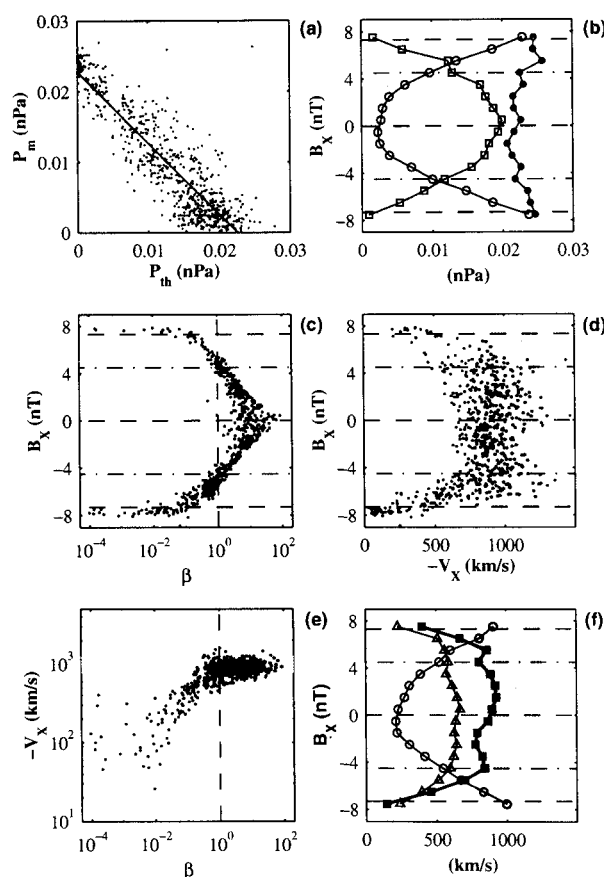 (a)
0.03
0.02
0.01
0
P_m (nPa)
0 0.01 0.02 0.03
P_th (nPa)
(b)
8
4
0
−4
−8
B_X (nT)
0 0.01 0.02 0.03
(nPa)
(c)
8
4
0
−4
−8
B_X (nT)
10^−4 10^−2 10^0 10^2
β
(d)
8
4
0
−4
−8
B_X (nT)
0 500 1000
−V_X (km/s)
(e)
10^3
10^2
10^1
−V_X (km/s)
10^−4 10^−2 10^0 10^2
β
(f)
8
4
0
−4
−8
B_X (nT)
0 500 1000
(km/s)